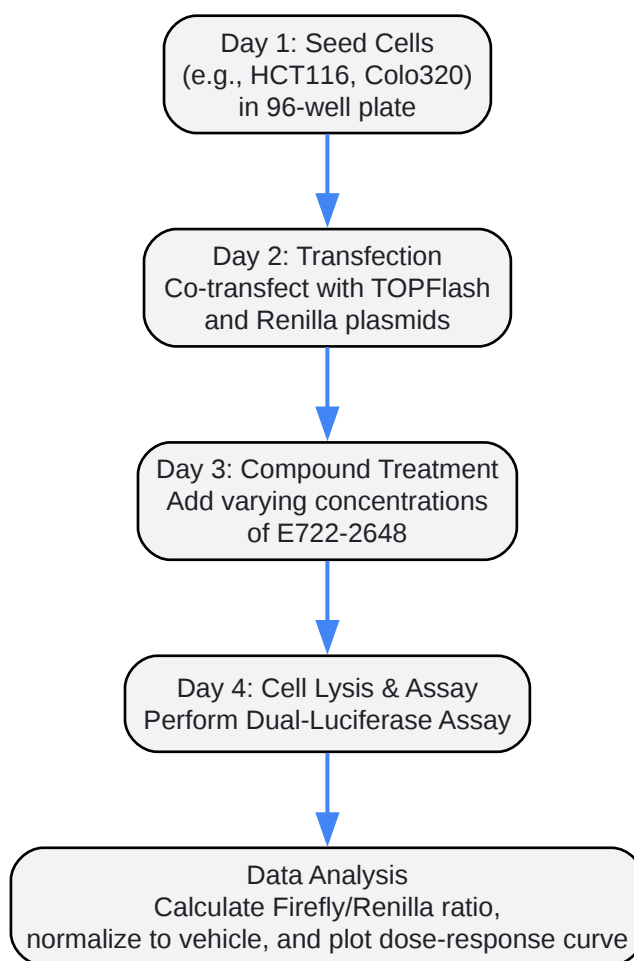 Day 1: Seed Cells
(e.g., HCT116, Colo320)
in 96-well plate
Day 2: Transfection
Co-transfect with TOPFlash
and Renilla plasmids
Day 3: Compound Treatment
Add varying concentrations
of E722-2648
Day 4: Cell Lysis & Assay
Perform Dual-Luciferase Assay
Data Analysis
Calculate Firefly/Renilla ratio,
normalize to vehicle, and plot dose-response curve